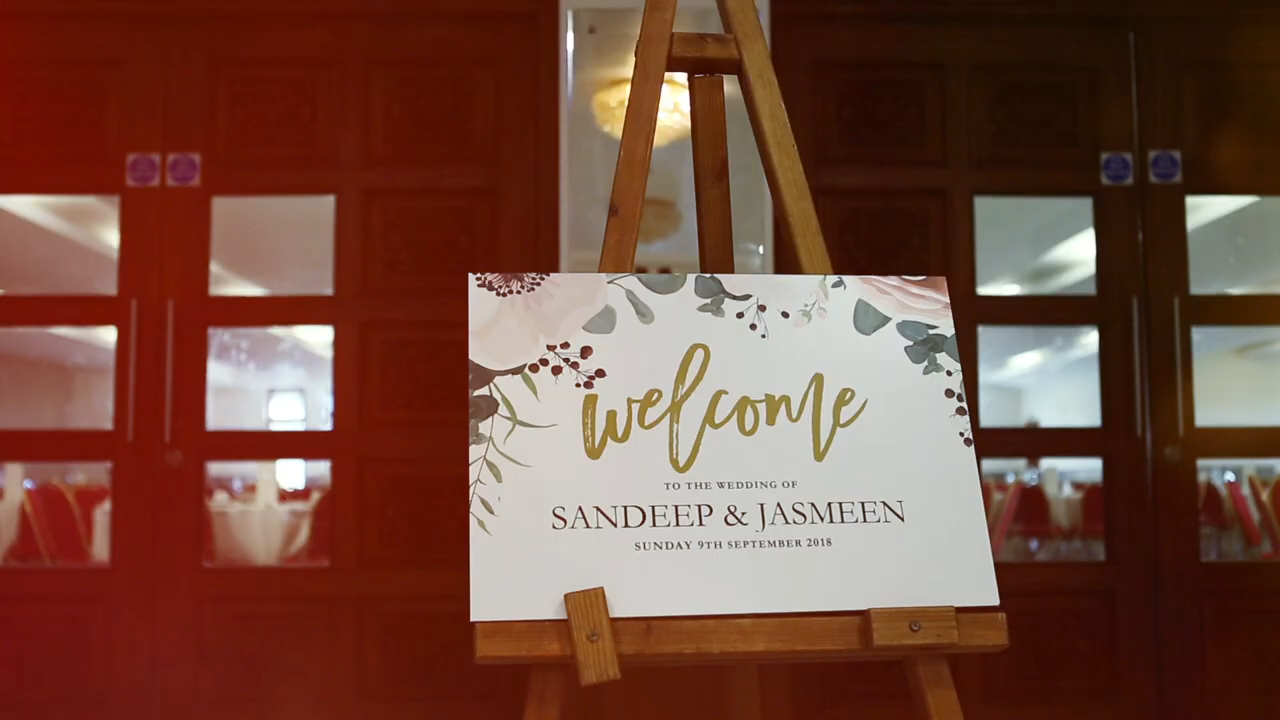 welcome
TO THE WEDDING OF
SANDEEP & JASMEEN
SUNDAY 9TH SEPTEMBER 2018